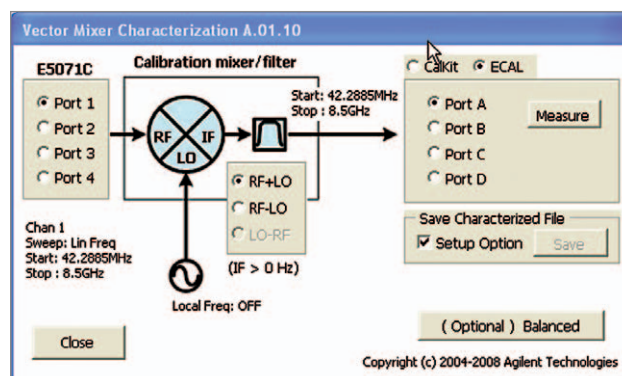 Vector Mixer Characterization A.01.10
E5071C
Port 1
Port 2
Port 3
Port 4
Chan 1
Sweep: Lin Freq
Start: 42.2885MHz
Stop : 8.5GHz
Close
Calibration mixer/filter
RF
IF
LO
Start: 42.2885MHz
Stop : 8.5GHz
RF+LO
RF-LO
LO-RF
(IF > 0 Hz)
Local Freq: OFF
CalKit
ECAL
Port A
Port B
Port C
Port D
Measure
Save Characterized File
Setup Option
Save
( Optional ) Balanced
Copyright (c) 2004-2008 Agilent Technologies